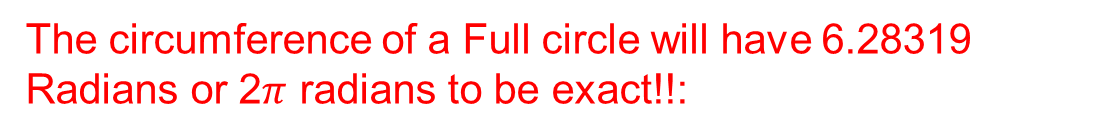 The circumference of a Full circle will have 6.28319
Radians or 2𝜋 radians to be exact!!: